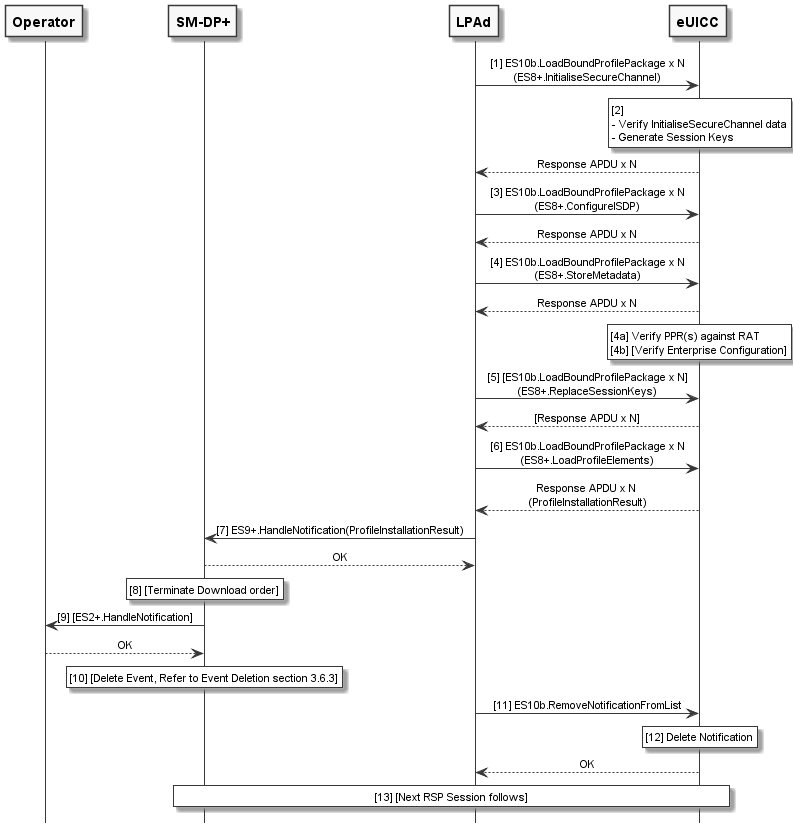 Operator
SM-DP+
LPAd
eUICC
[1] ES10b.LoadBoundProfilePackage x N
(ES8+.InitialiseSecureChannel)
[2]
- Verify InitialiseSecureChannel data
- Generate Session Keys
Response APDU x N
[3] ES10b.LoadBoundProfilePackage x N
(ES8+.ConfigureISDP)
Response APDU x N
[4] ES10b.LoadBoundProfilePackage x N
(ES8+.StoreMetadata)
Response APDU x N
[4a] Verify PPR(s) against RAT
[4b] [Verify Enterprise Configuration]
[5] [ES10b.LoadBoundProfilePackage x N]
(ES8+.ReplaceSessionKeys)
[Response APDU x N]
[6] ES10b.LoadBoundProfilePackage x N
(ES8+.LoadProfileElements)
Response APDU x N
(ProfileInstallationResult)
[7] ES9+.HandleNotification(ProfileInstallationResult)
OK
[8] [Terminate Download order]
[9] [ES2+.HandleNotification]
OK
[10] [Delete Event, Refer to Event Deletion section 3.6.3]
[11] ES10b.RemoveNotificationFromList
[12] Delete Notification
OK
[13] [Next RSP Session follows]